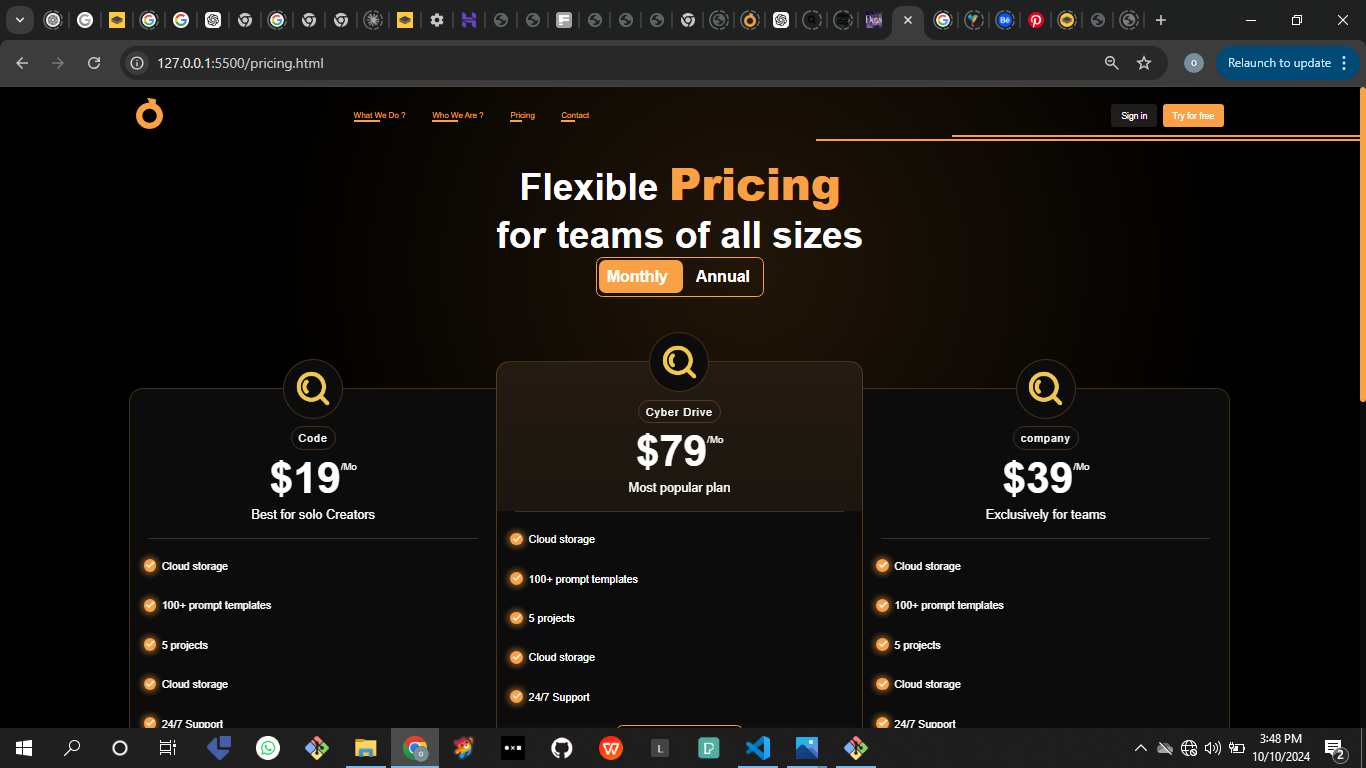 127.0.0.1:5500/pricing.html
Relaunch to update
What We Do ?
Who We Are ?
Pricing
Contact
Sign in
Try for free
Flexible Pricing
for teams of all sizes
Monthly
Annual
Code
$19/Mo
Best for solo Creators
Cloud storage
100+ prompt templates
5 projects
Cloud storage
24/7 Support
Cyber Drive
$79/Mo
Most popular plan
Cloud storage
100+ prompt templates
5 projects
Cloud storage
24/7 Support
company
$39/Mo
Exclusively for teams
Cloud storage
100+ prompt templates
5 projects
Cloud storage
24/7 Support
3:48 PM
10/10/2024
2